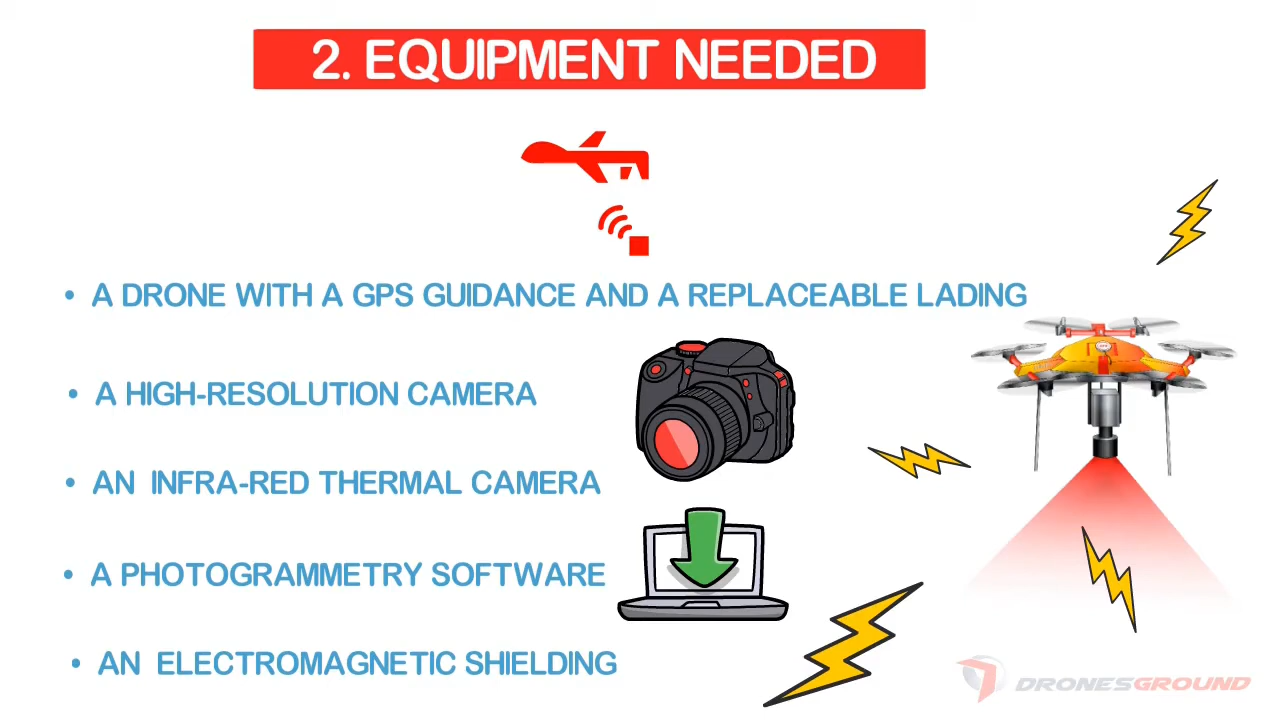 2. EQUIPMENT NEEDED
• A DRONE WITH A GPS GUIDANCE AND A REPLACEABLE LADING
• A HIGH-RESOLUTION CAMERA
• AN INFRA-RED THERMAL CAMERA
• A PHOTOGRAMMETRY SOFTWARE
• AN ELECTROMAGNETIC SHIELDING
DRONESGROUND